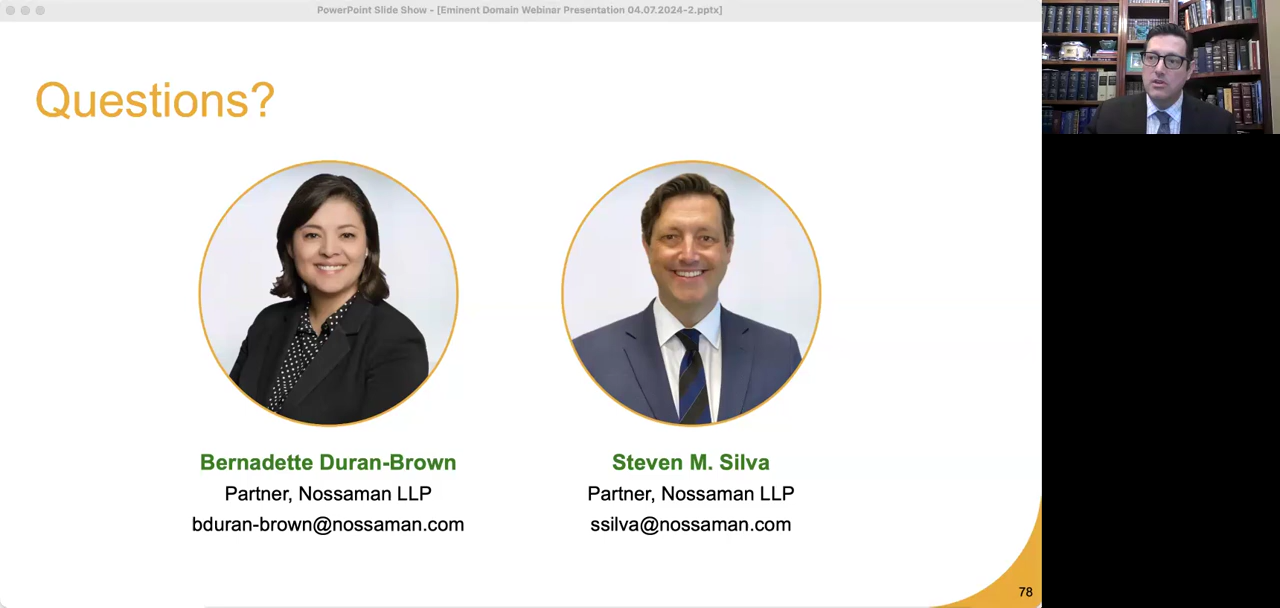 PowerPoint Slide Show - [Eminent Domain Webinar Presentation 04.07.2024-2.pptx]
Questions?
Bernadette Duran-Brown
Partner, Nossaman LLP
bduran-brown@nossaman.com
Steven M. Silva
Partner, Nossaman LLP
ssilva@nossaman.com
78